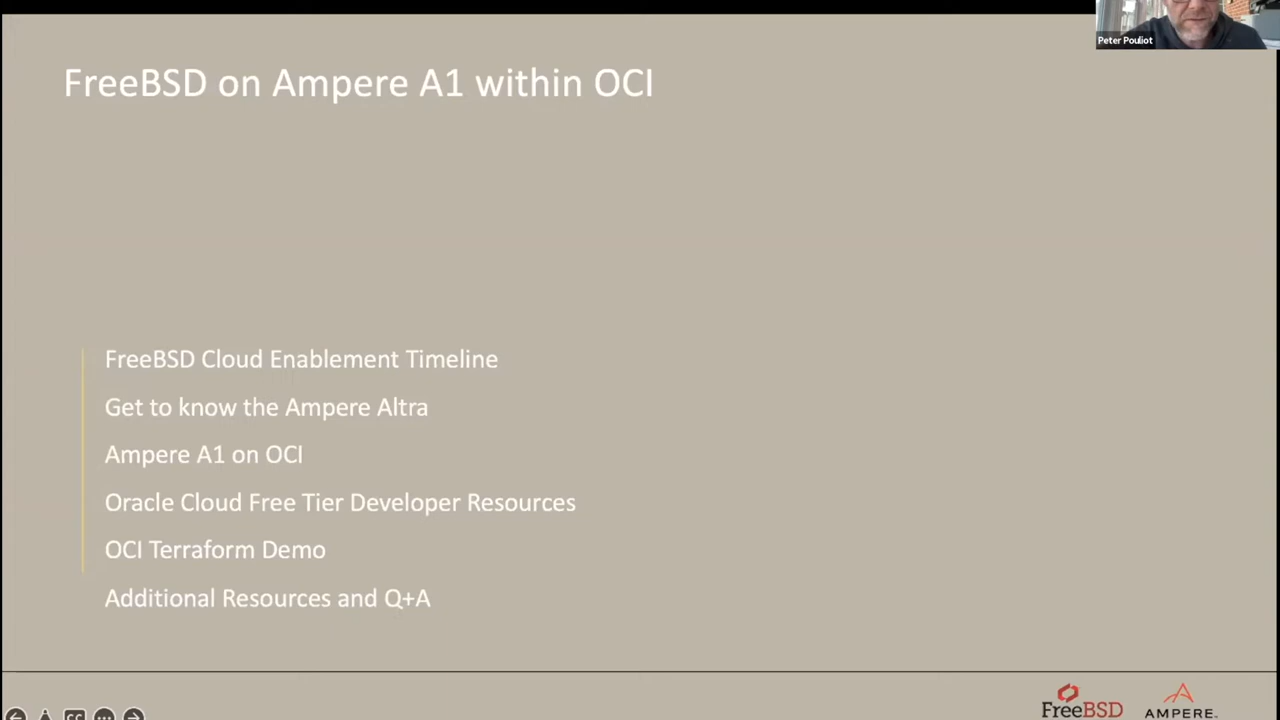 Peter Pouliot
FreeBSD on Ampere A1 within OCI
FreeBSD Cloud Enablement Timeline
Get to know the Ampere Altra
Ampere A1 on OCI
Oracle Cloud Free Tier Developer Resources
OCI Terraform Demo
Additional Resources and Q+A
CC
FreeBSD
AMPERE